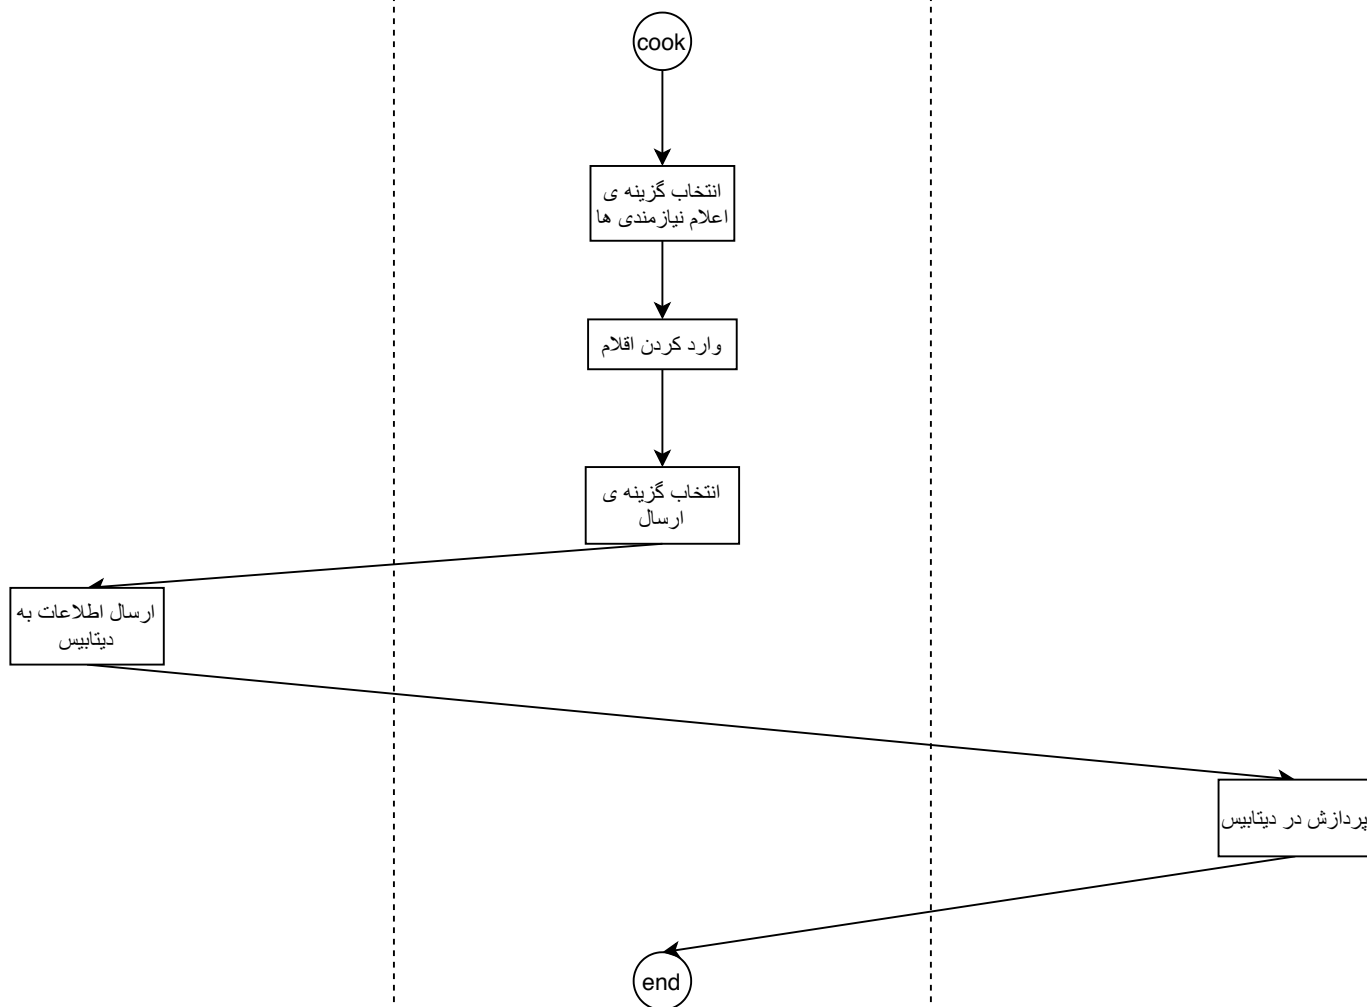 cook
انتخاب گزینه ی
اعلام نیازمندی ها
وارد کردن اقلام
انتخاب گزینه ی
ارسال
ارسال اطلاعات به
دیتابیس
پردازش در دیتابیس
end